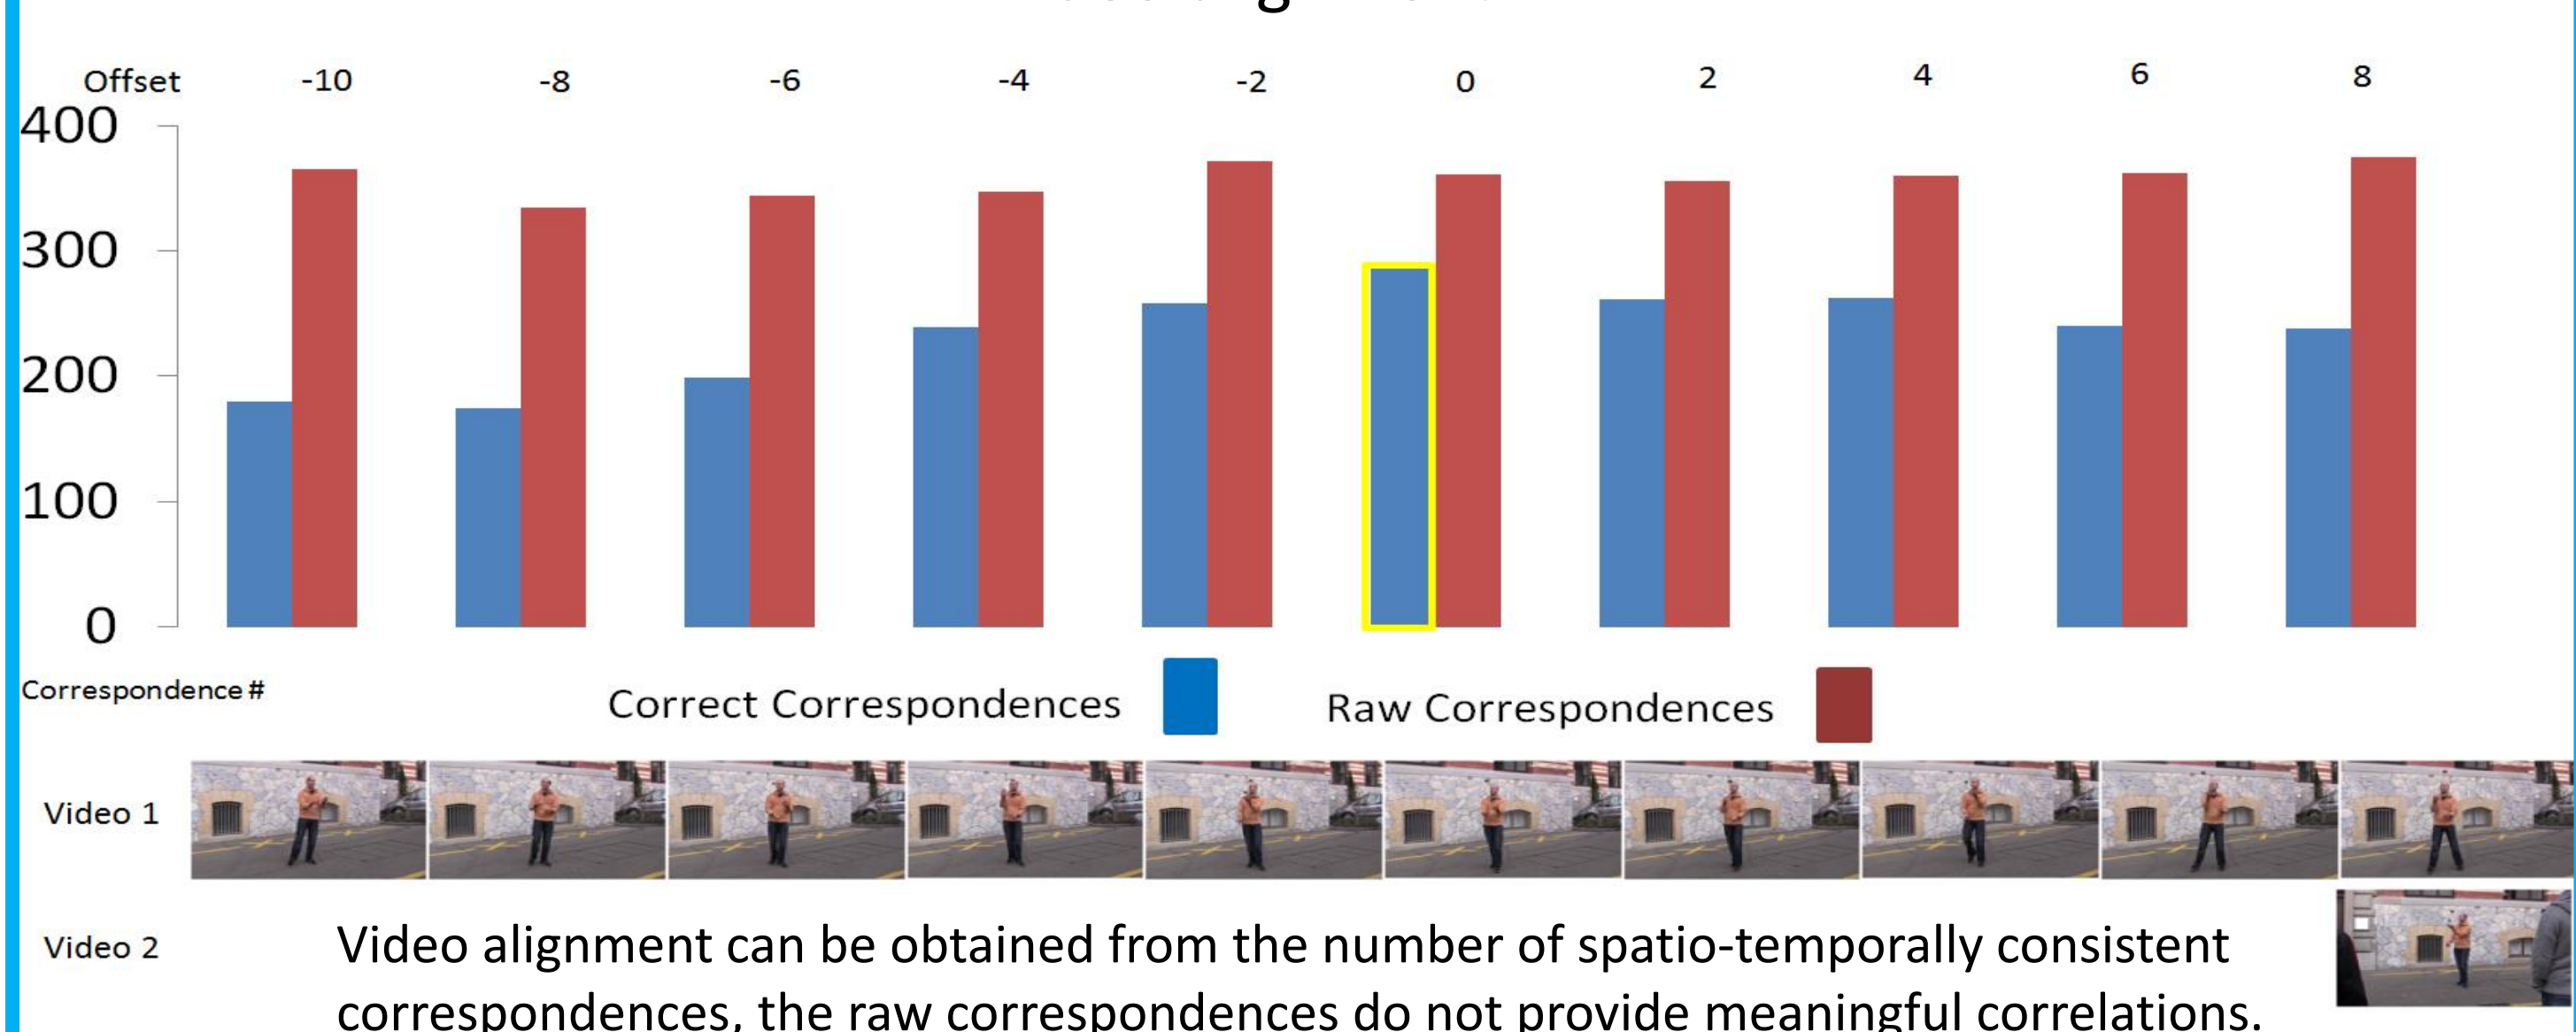 Offset -10 -8 -6 -4 -2 0 2 4 6 8
400
300
200
100
0
Correspondence #
Correct Correspondences Raw Correspondences
Video 1
Video 2
Video alignment can be obtained from the number of spatio-temporally consistent
correspondences, the raw correspondences do not provide meaningful correlations.